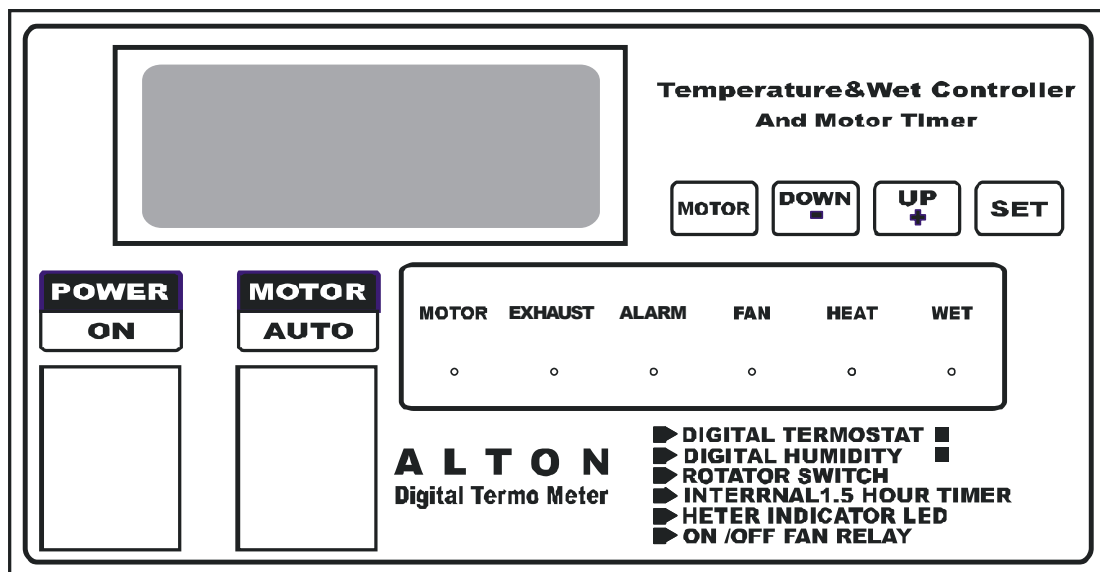 Temperature&Wet Controller
And Motor TImer
MOTOR
DOWN
-
UP
+
SET
POWER
ON
MOTOR
AUTO
MOTOR EXHAUST ALARM FAN HEAT WET
ALTON
Digital Termo Meter
DIGITAL TERMOSTAT
DIGITAL HUMIDITY
ROTATOR SWITCH
INTERRNAL1.5 HOUR TIMER
HETER INDICATOR LED
ON /OFF FAN RELAY